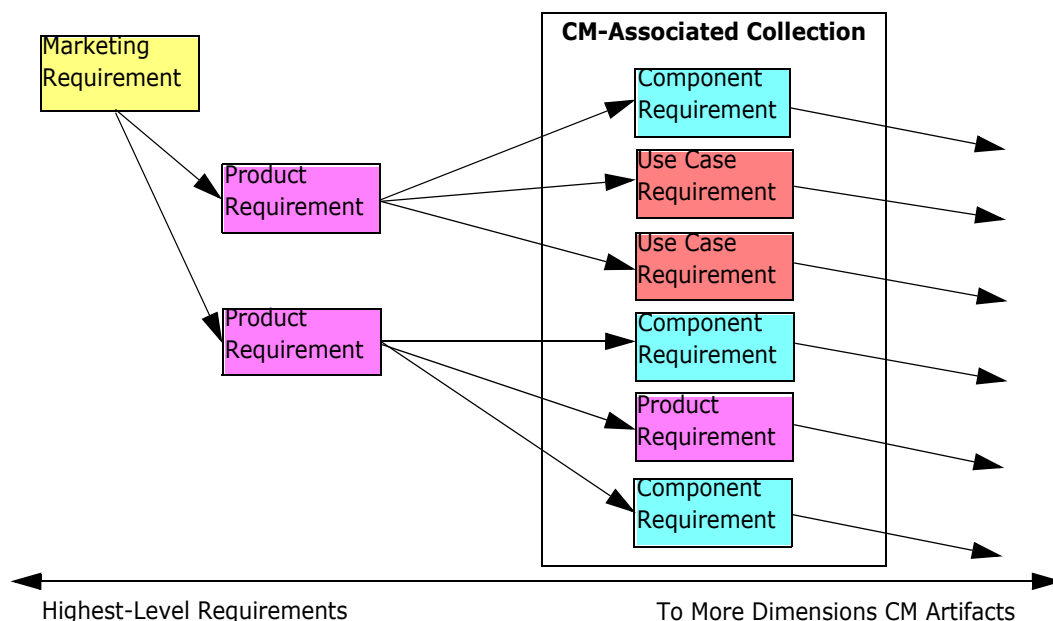 CM-Associated Collection
Marketing
Requirement
Component
Requirement
Product
Requirement
Use Case
Requirement
Use Case
Requirement
Product
Requirement
Component
Requirement
Product
Requirement
Component
Requirement
Highest-Level Requirements
To More Dimensions CM Artifacts